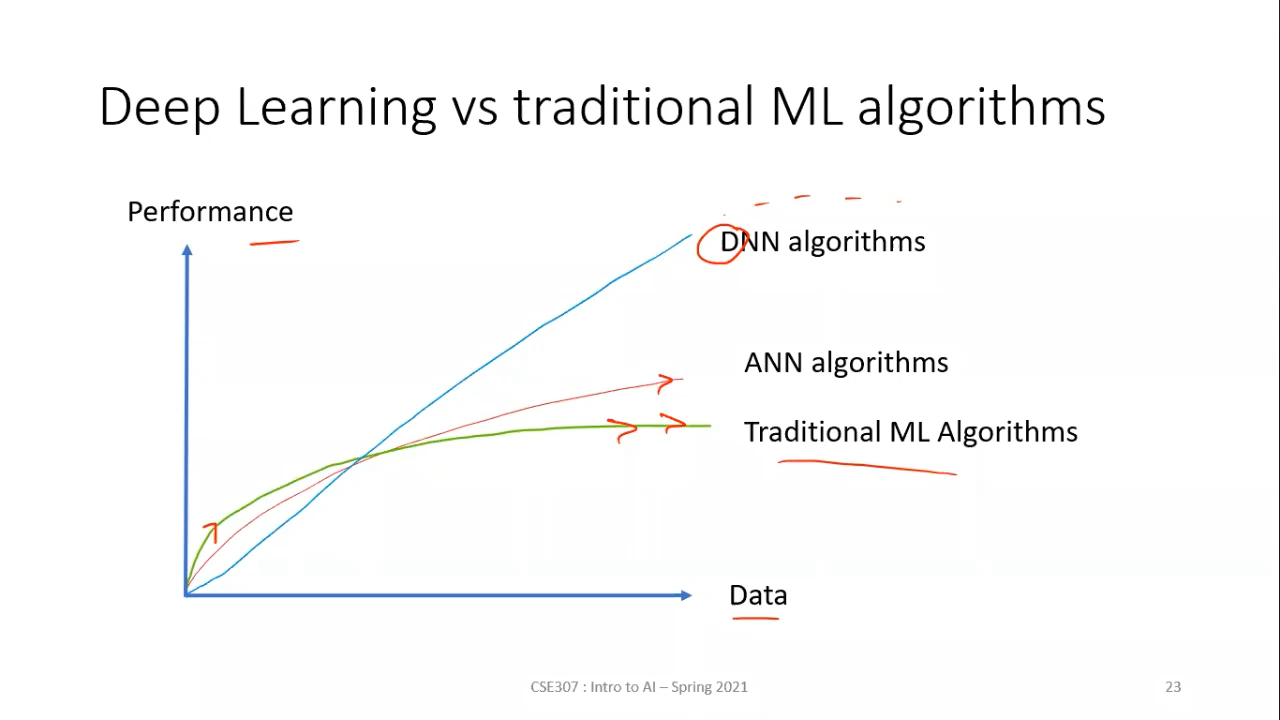 Deep Learning vs traditional ML algorithms
Performance
DNN algorithms
ANN algorithms
Traditional ML Algorithms
Data
CSE307 : Intro to AI – Spring 2021
23